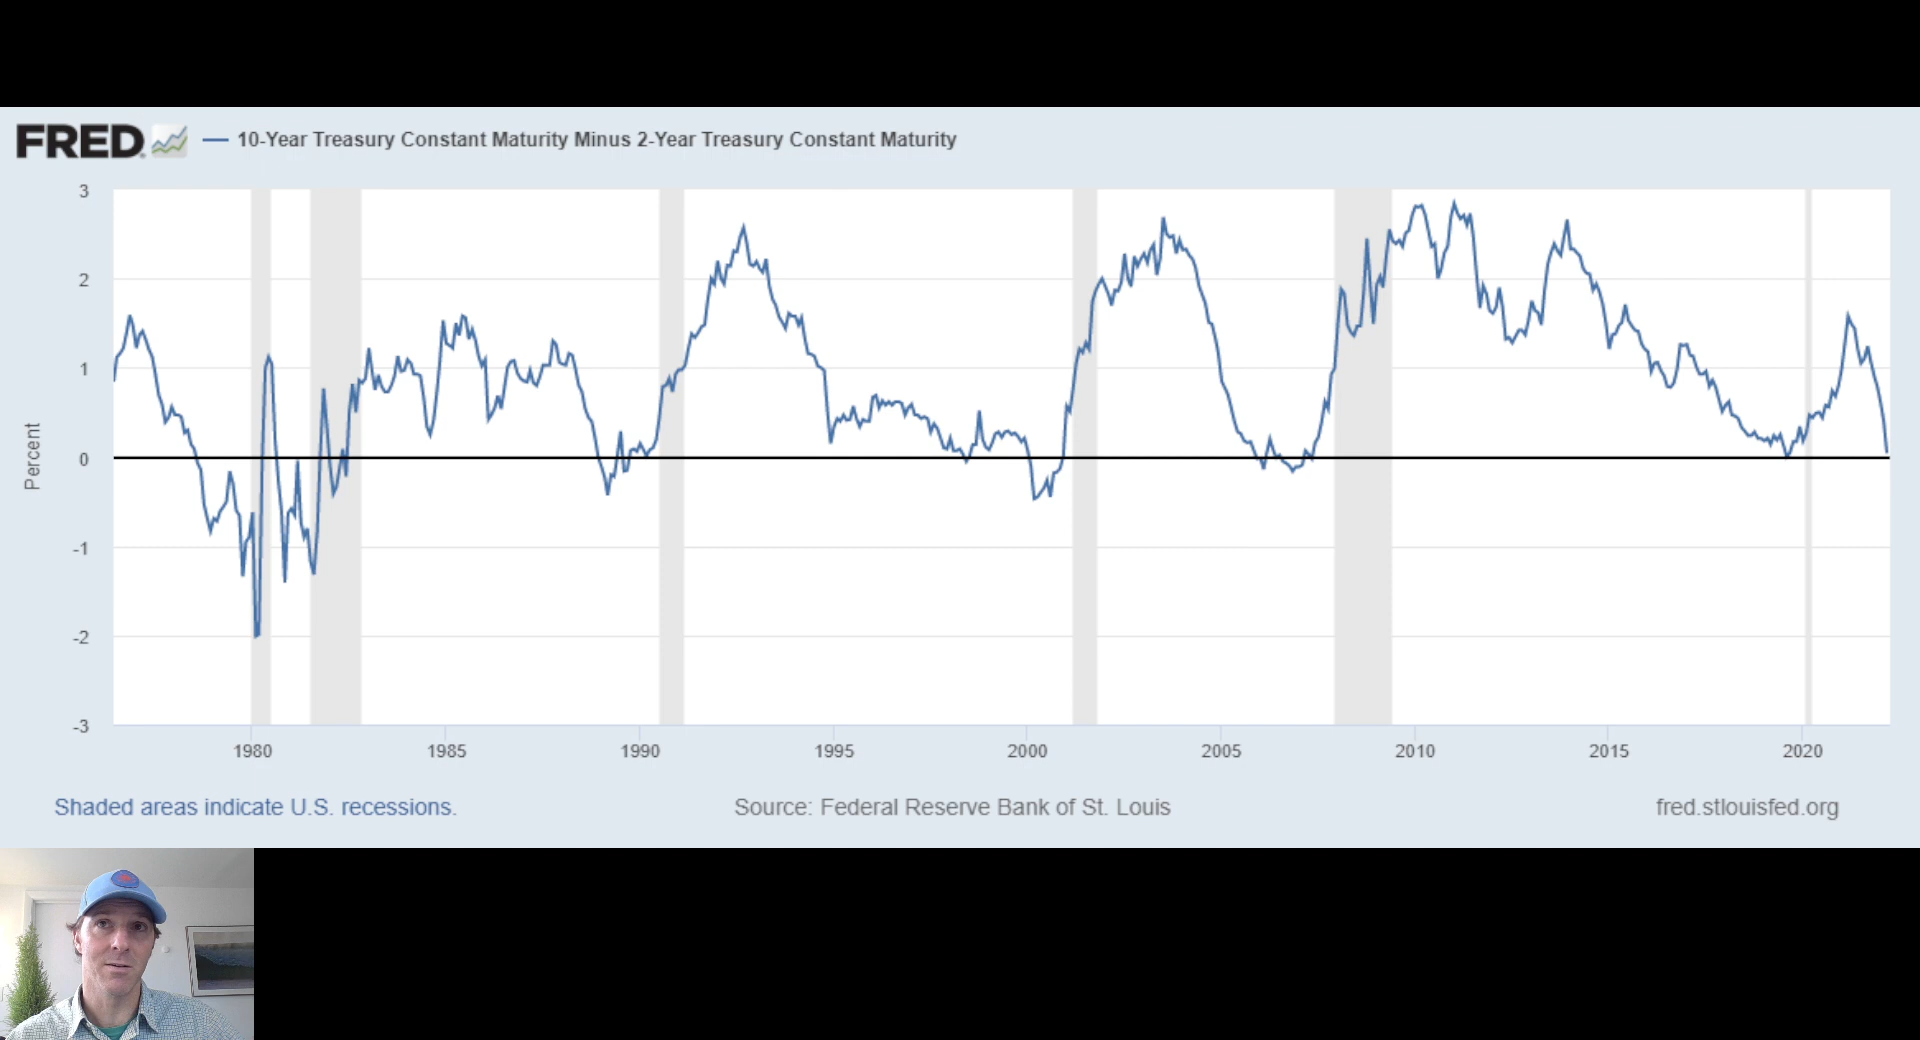 FRED
10-Year Treasury Constant Maturity Minus 2-Year Treasury Constant Maturity
3
2
1
0
-1
-2
-3
Percent
1980 1985 1990 1995 2000 2005 2010 2015 2020
Shaded areas indicate U.S. recessions. Source: Federal Reserve Bank of St. Louis fred.stlouisfed.org